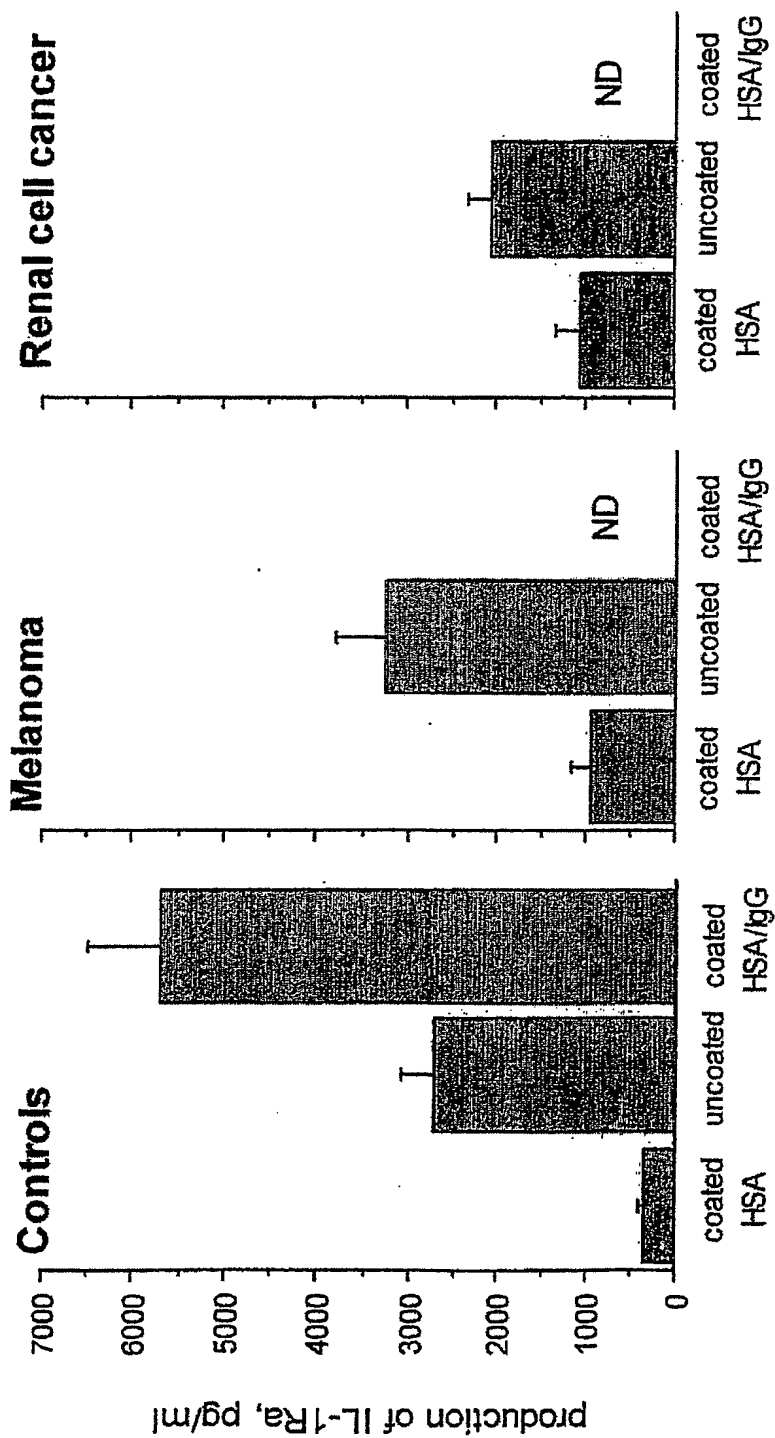 Controls
Melanoma
Renal cell cancer
production of IL-1Ra, pg/ml
7000
6000
5000
4000
3000
2000
1000
0
coated uncoated coated
HSA HSA/IgG
ND
coated uncoated coated
HSA HSA/IgG
ND
coated uncoated coated
HSA HSA/IgG